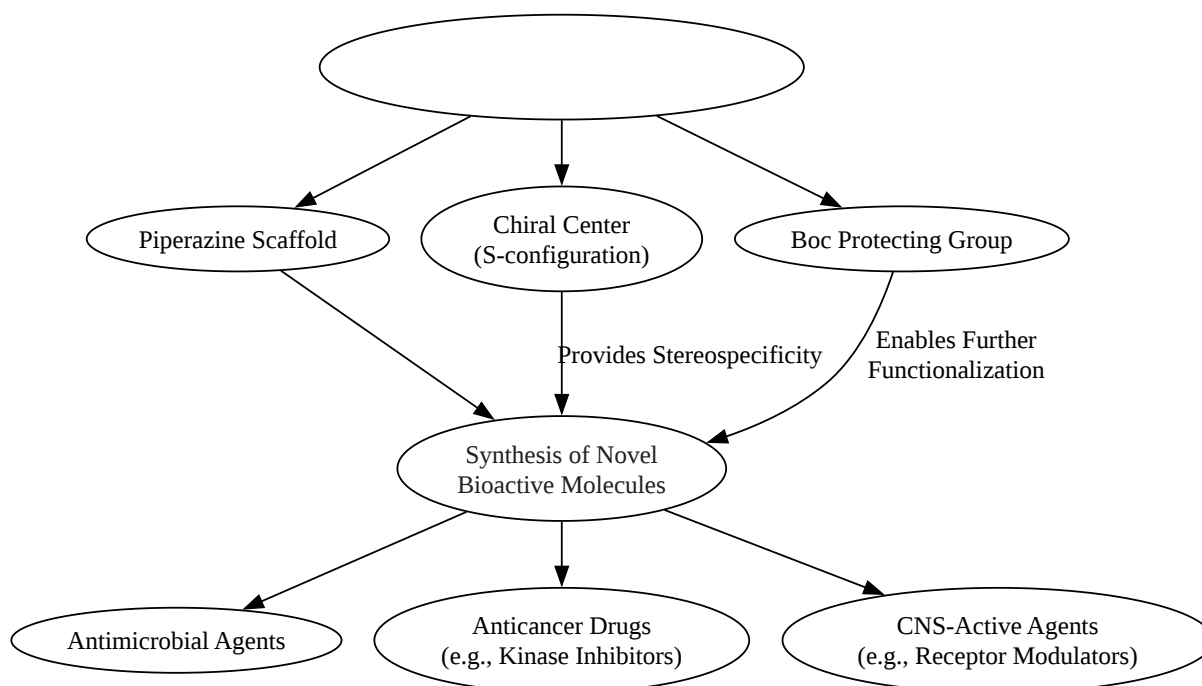 Piperazine Scaffold
Chiral Center
(S-configuration)
Boc Protecting Group
Provides Stereospecificity
Enables Further
Functionalization
Synthesis of Novel
Bioactive Molecules
Antimicrobial Agents
Anticancer Drugs
(e.g., Kinase Inhibitors)
CNS-Active Agents
(e.g., Receptor Modulators)